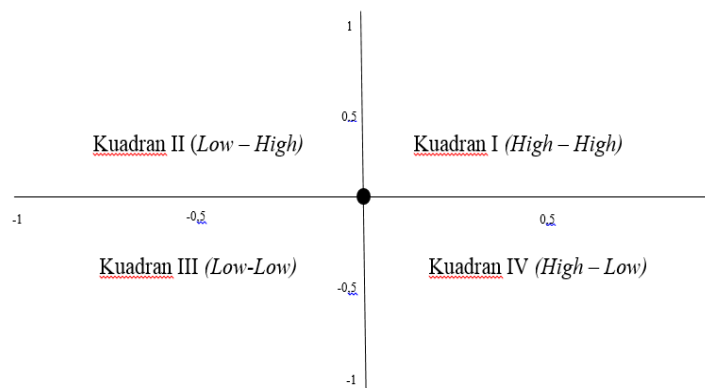 1
0,5
Kuadran II (Low – High)
Kuadran I (High – High)
-1
-0,5
0,5
Kuadran III (Low-Low)
Kuadran IV (High – Low)
-0,5
-1